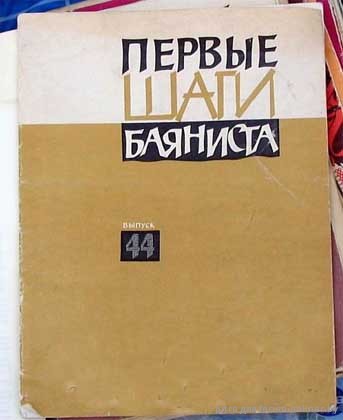 ПЕРВЫЕ
ШАГИ
БАЯНИСТА
ВЫПУСК
44